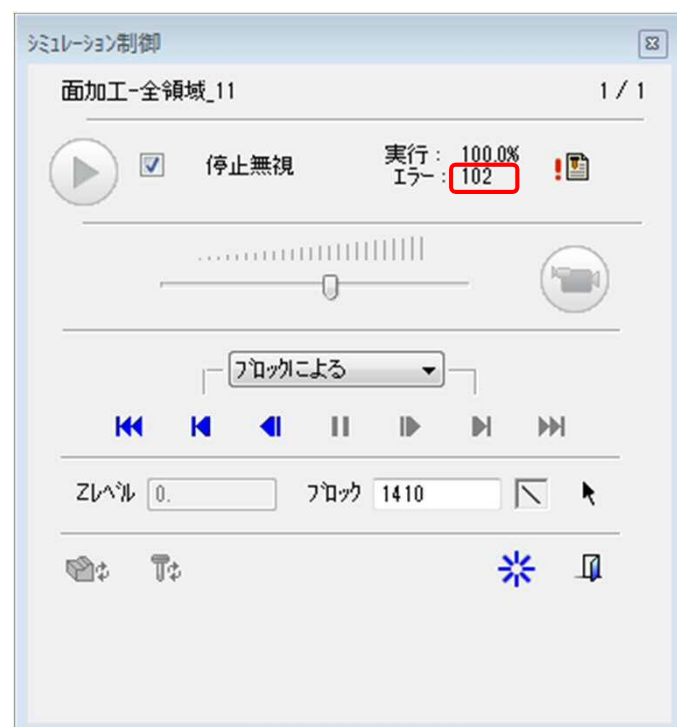 ｼﾐｭﾚｰｼｮﾝ制御
面加工-全領域_11 1 / 1
停止無視 実行： 100.0%
ｴﾗｰ： 102
ﾌﾞﾛｯｸによる
Zﾚﾍﾞﾙ 0. ﾌﾞﾛｯｸ 1410